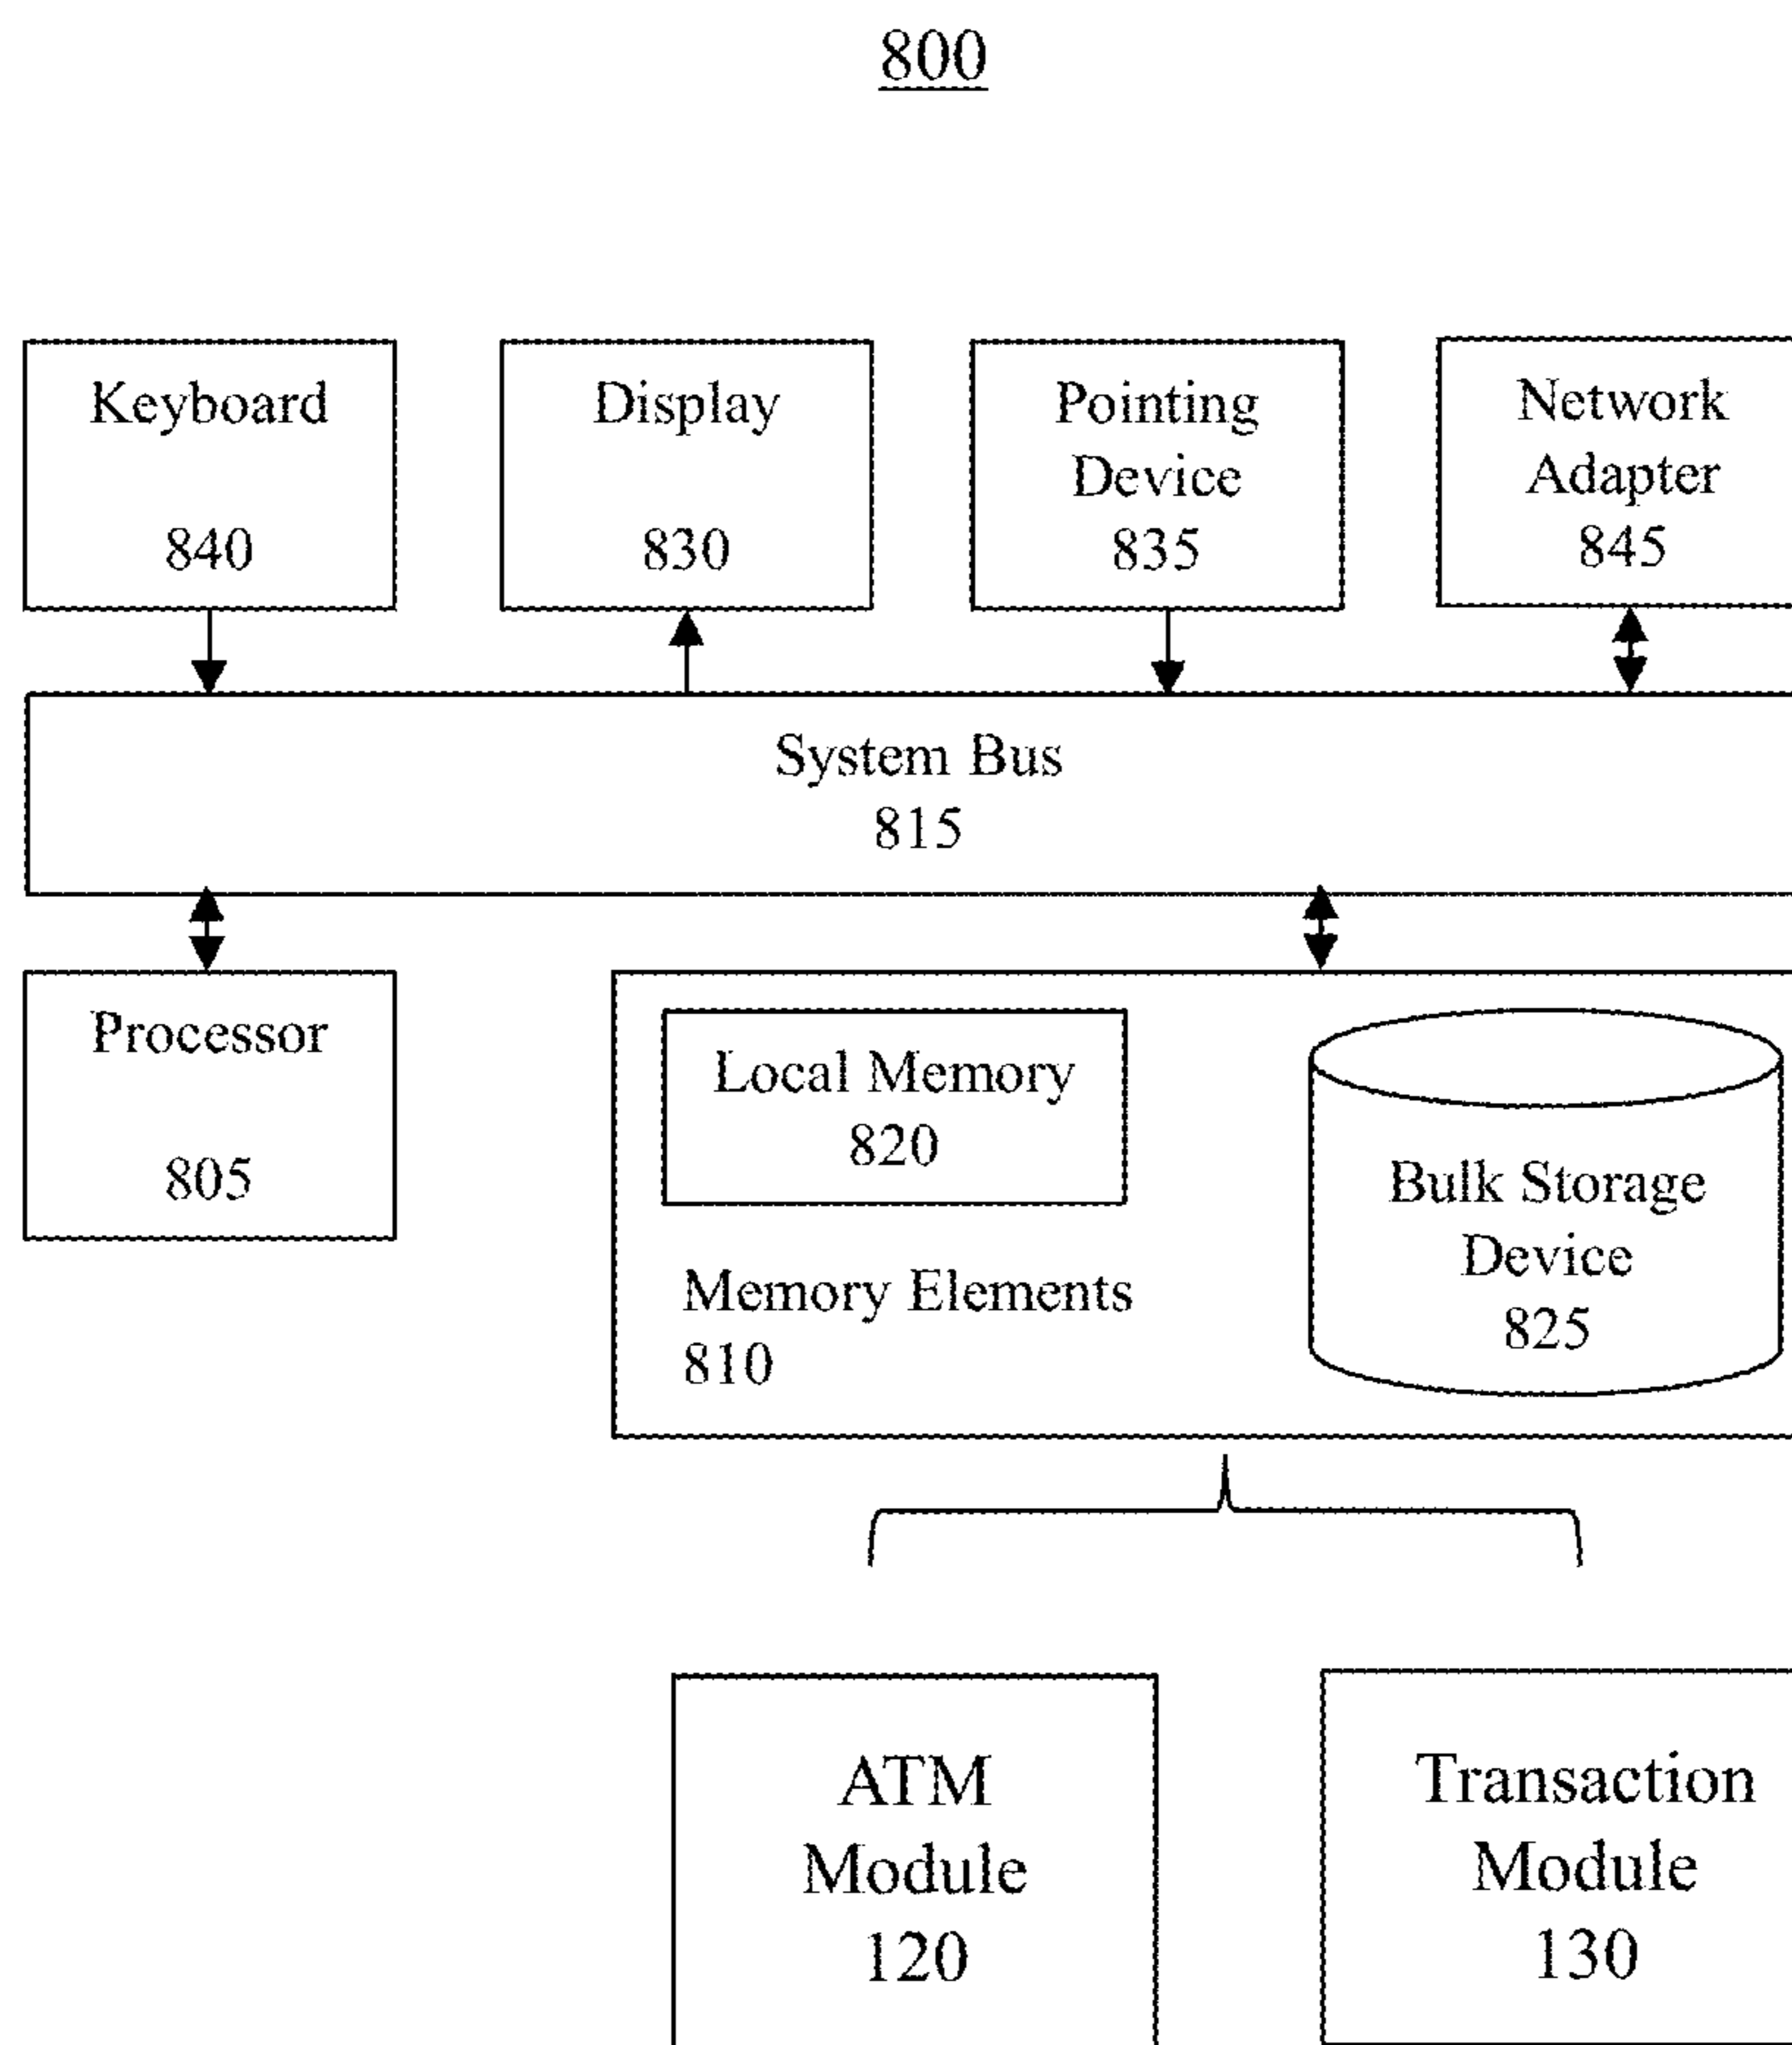 800
Keyboard
840
Display
830
Pointing
Device
835
Network
Adapter
845
System Bus
815
Processor
805
Local Memory
820
Memory Elements
810
Bulk Storage
Device
825
ATM
Module
120
Transaction
Module
130